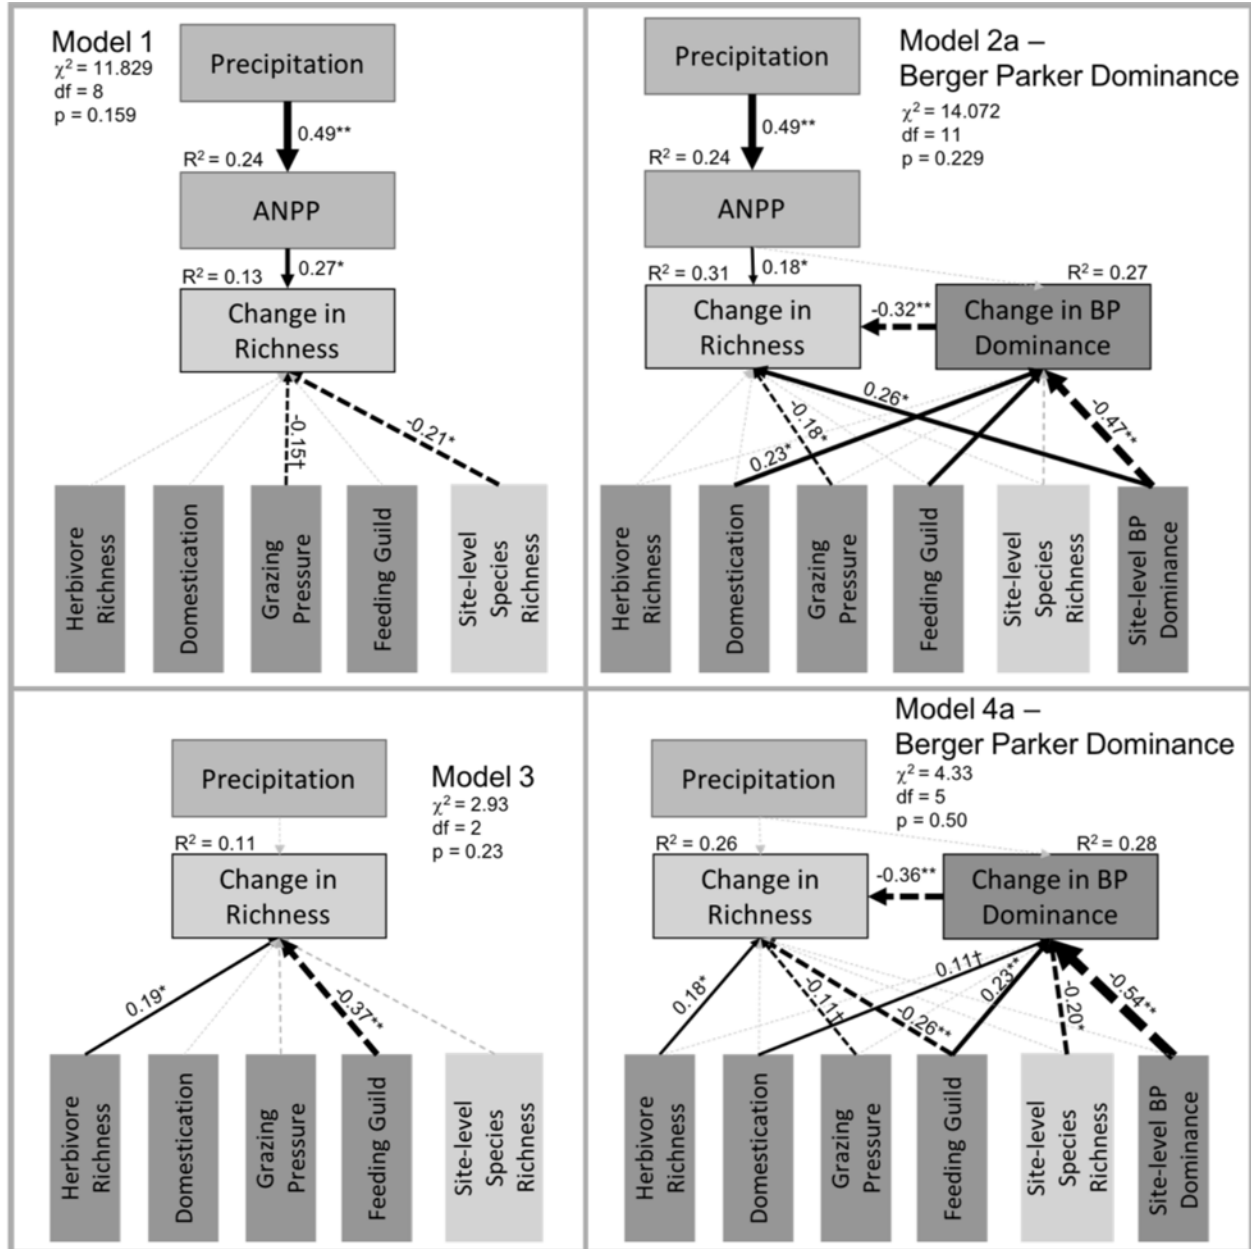 Model 1
χ² = 11.829
df = 8
p = 0.159
Precipitation
0.49**
R² = 0.24
ANPP
0.27*
R² = 0.13
Change in
Richness
-0.15†
-0.21*
Herbivore
Richness
Domestication
Grazing
Pressure
Feeding Guild
Site-level
Species
Richness
Model 2a –
Berger Parker Dominance
χ² = 14.072
df = 11
p = 0.229
Precipitation
0.49**
R² = 0.24
ANPP
0.18*
R² = 0.31
R² = 0.27
Change in
Richness
-0.32**
Change in BP
Dominance
0.26*
-0.18*
-0.47**
0.23*
Herbivore
Richness
Domestication
Grazing
Pressure
Feeding Guild
Site-level
Species
Richness
Site-level BP
Dominance
Model 3
χ² = 2.93
df = 2
p = 0.23
Precipitation
R² = 0.11
Change in
Richness
0.19*
-0.37**
Herbivore
Richness
Domestication
Grazing
Pressure
Feeding Guild
Site-level
Species
Richness
Model 4a –
Berger Parker Dominance
χ² = 4.33
df = 5
p = 0.50
Precipitation
R² = 0.26
R² = 0.28
Change in
Richness
-0.36**
Change in BP
Dominance
0.18*
-0.11†
-0.26**
0.11†
0.23**
-0.20*
-0.54**
Herbivore
Richness
Domestication
Grazing
Pressure
Feeding Guild
Site-level
Species
Richness
Site-level BP
Dominance